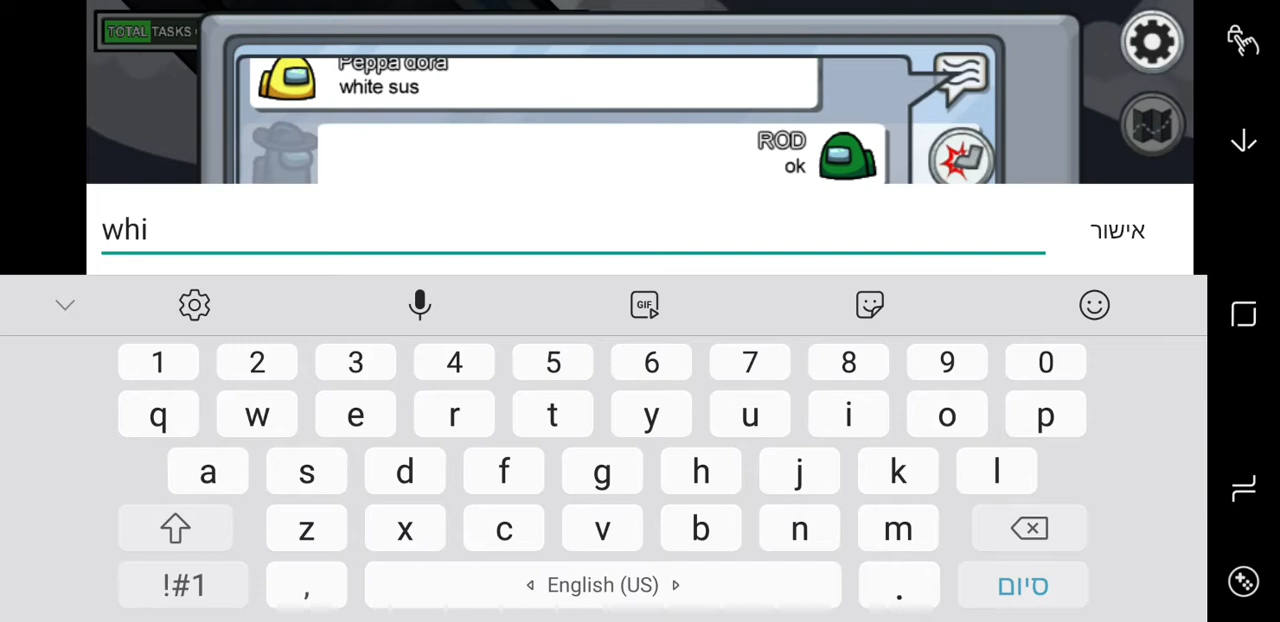 TOTAL TASKS
Peppa dora
white sus
ROD
ok
whi
אישור
GIF
1 2 3 4 5 6 7 8 9 0
q w e r t y u i o p
a s d f g h j k l
z x c v b n m
!#1 , English (US) . סיום